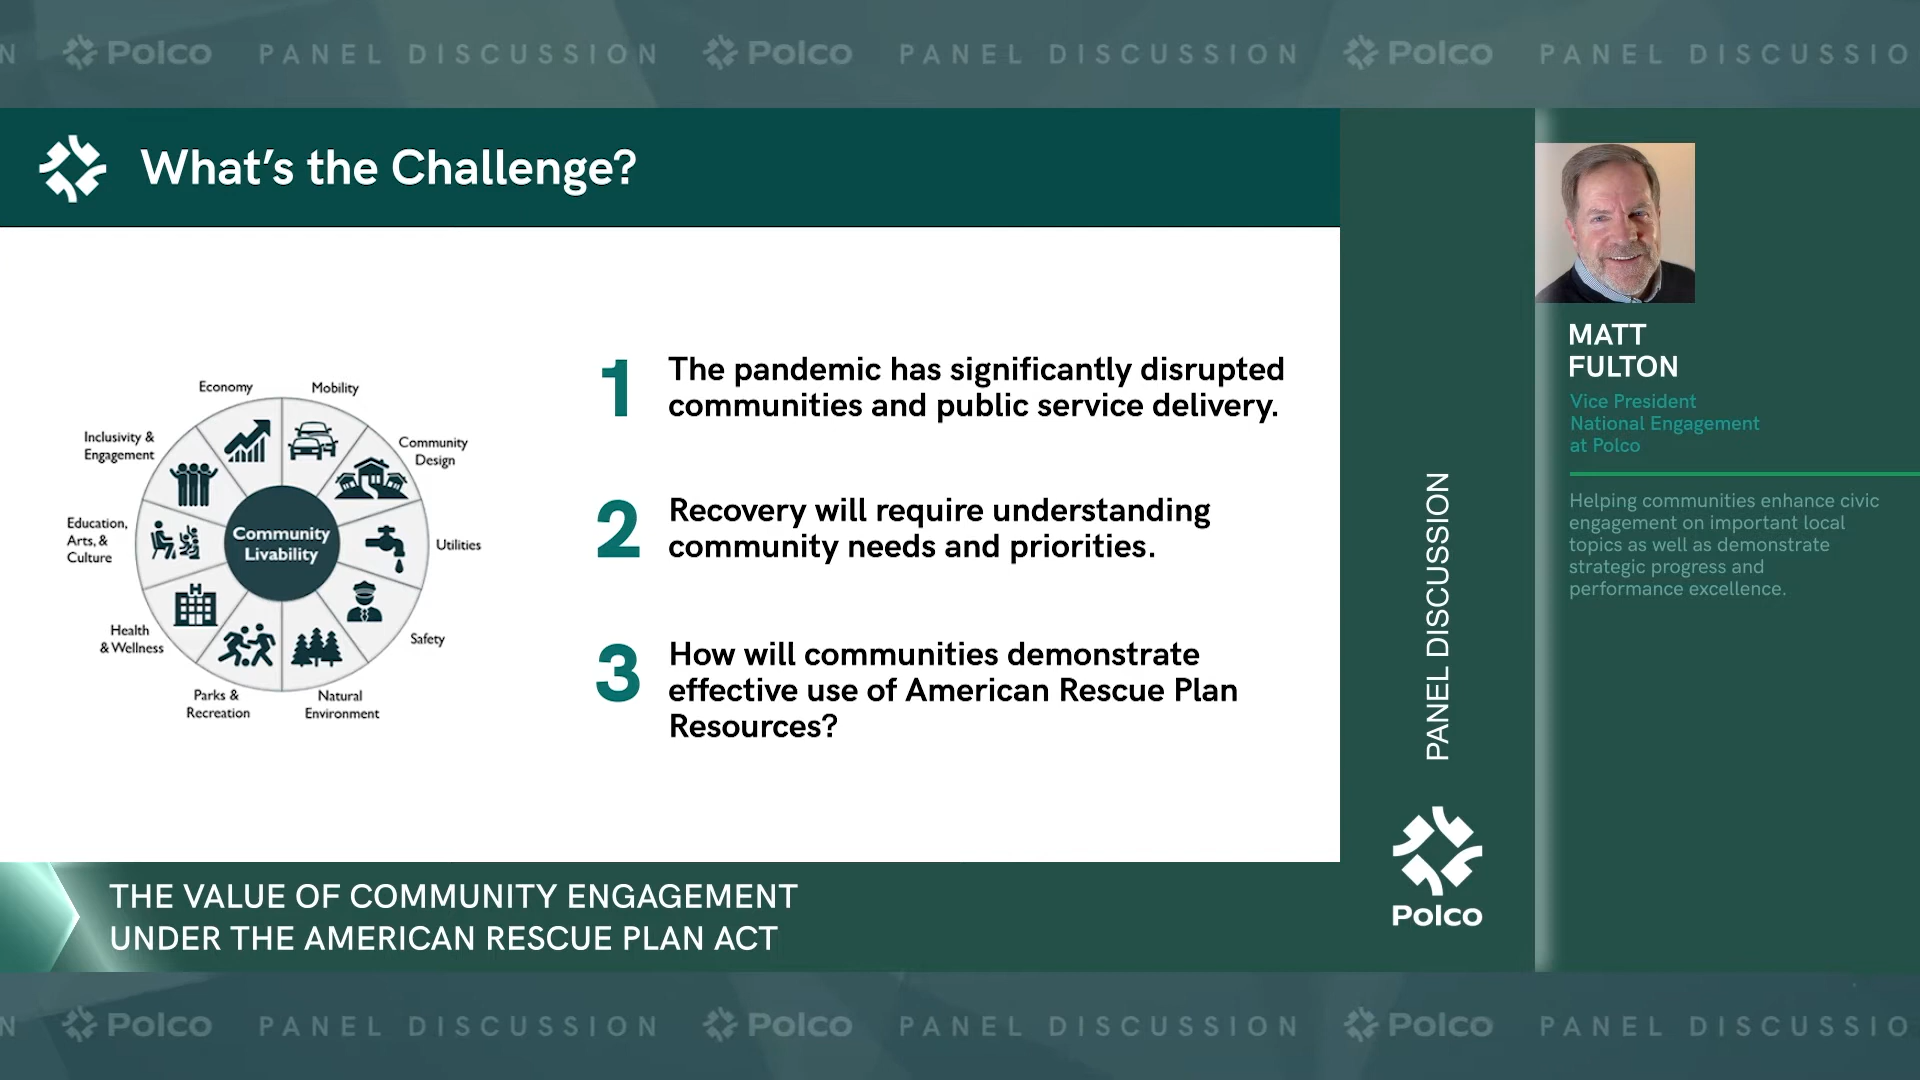 N Polco PANEL DISCUSSION Polco PANEL DISCUSSION Polco PANEL DISCUSSIO
What's the Challenge?
Economy
Mobility
Inclusivity &
Engagement
Community
Design
Education,
Arts, &
Culture
Community
Livability
Utilities
Health
& Wellness
Safety
Parks &
Recreation
Natural
Environment
1
The pandemic has significantly disrupted
communities and public service delivery.
2
Recovery will require understanding
community needs and priorities.
3
How will communities demonstrate
effective use of American Rescue Plan
Resources?
PANEL DISCUSSION
Polco
MATT
FULTON
Vice President
National Engagement
at Polco
Helping communities enhance civic
engagement on important local
topics as well as demonstrate
strategic progress and
performance excellence.
THE VALUE OF COMMUNITY ENGAGEMENT
UNDER THE AMERICAN RESCUE PLAN ACT
N Polco PANEL DISCUSSION Polco PANEL DISCUSSION Polco PANEL DISCUSSIO